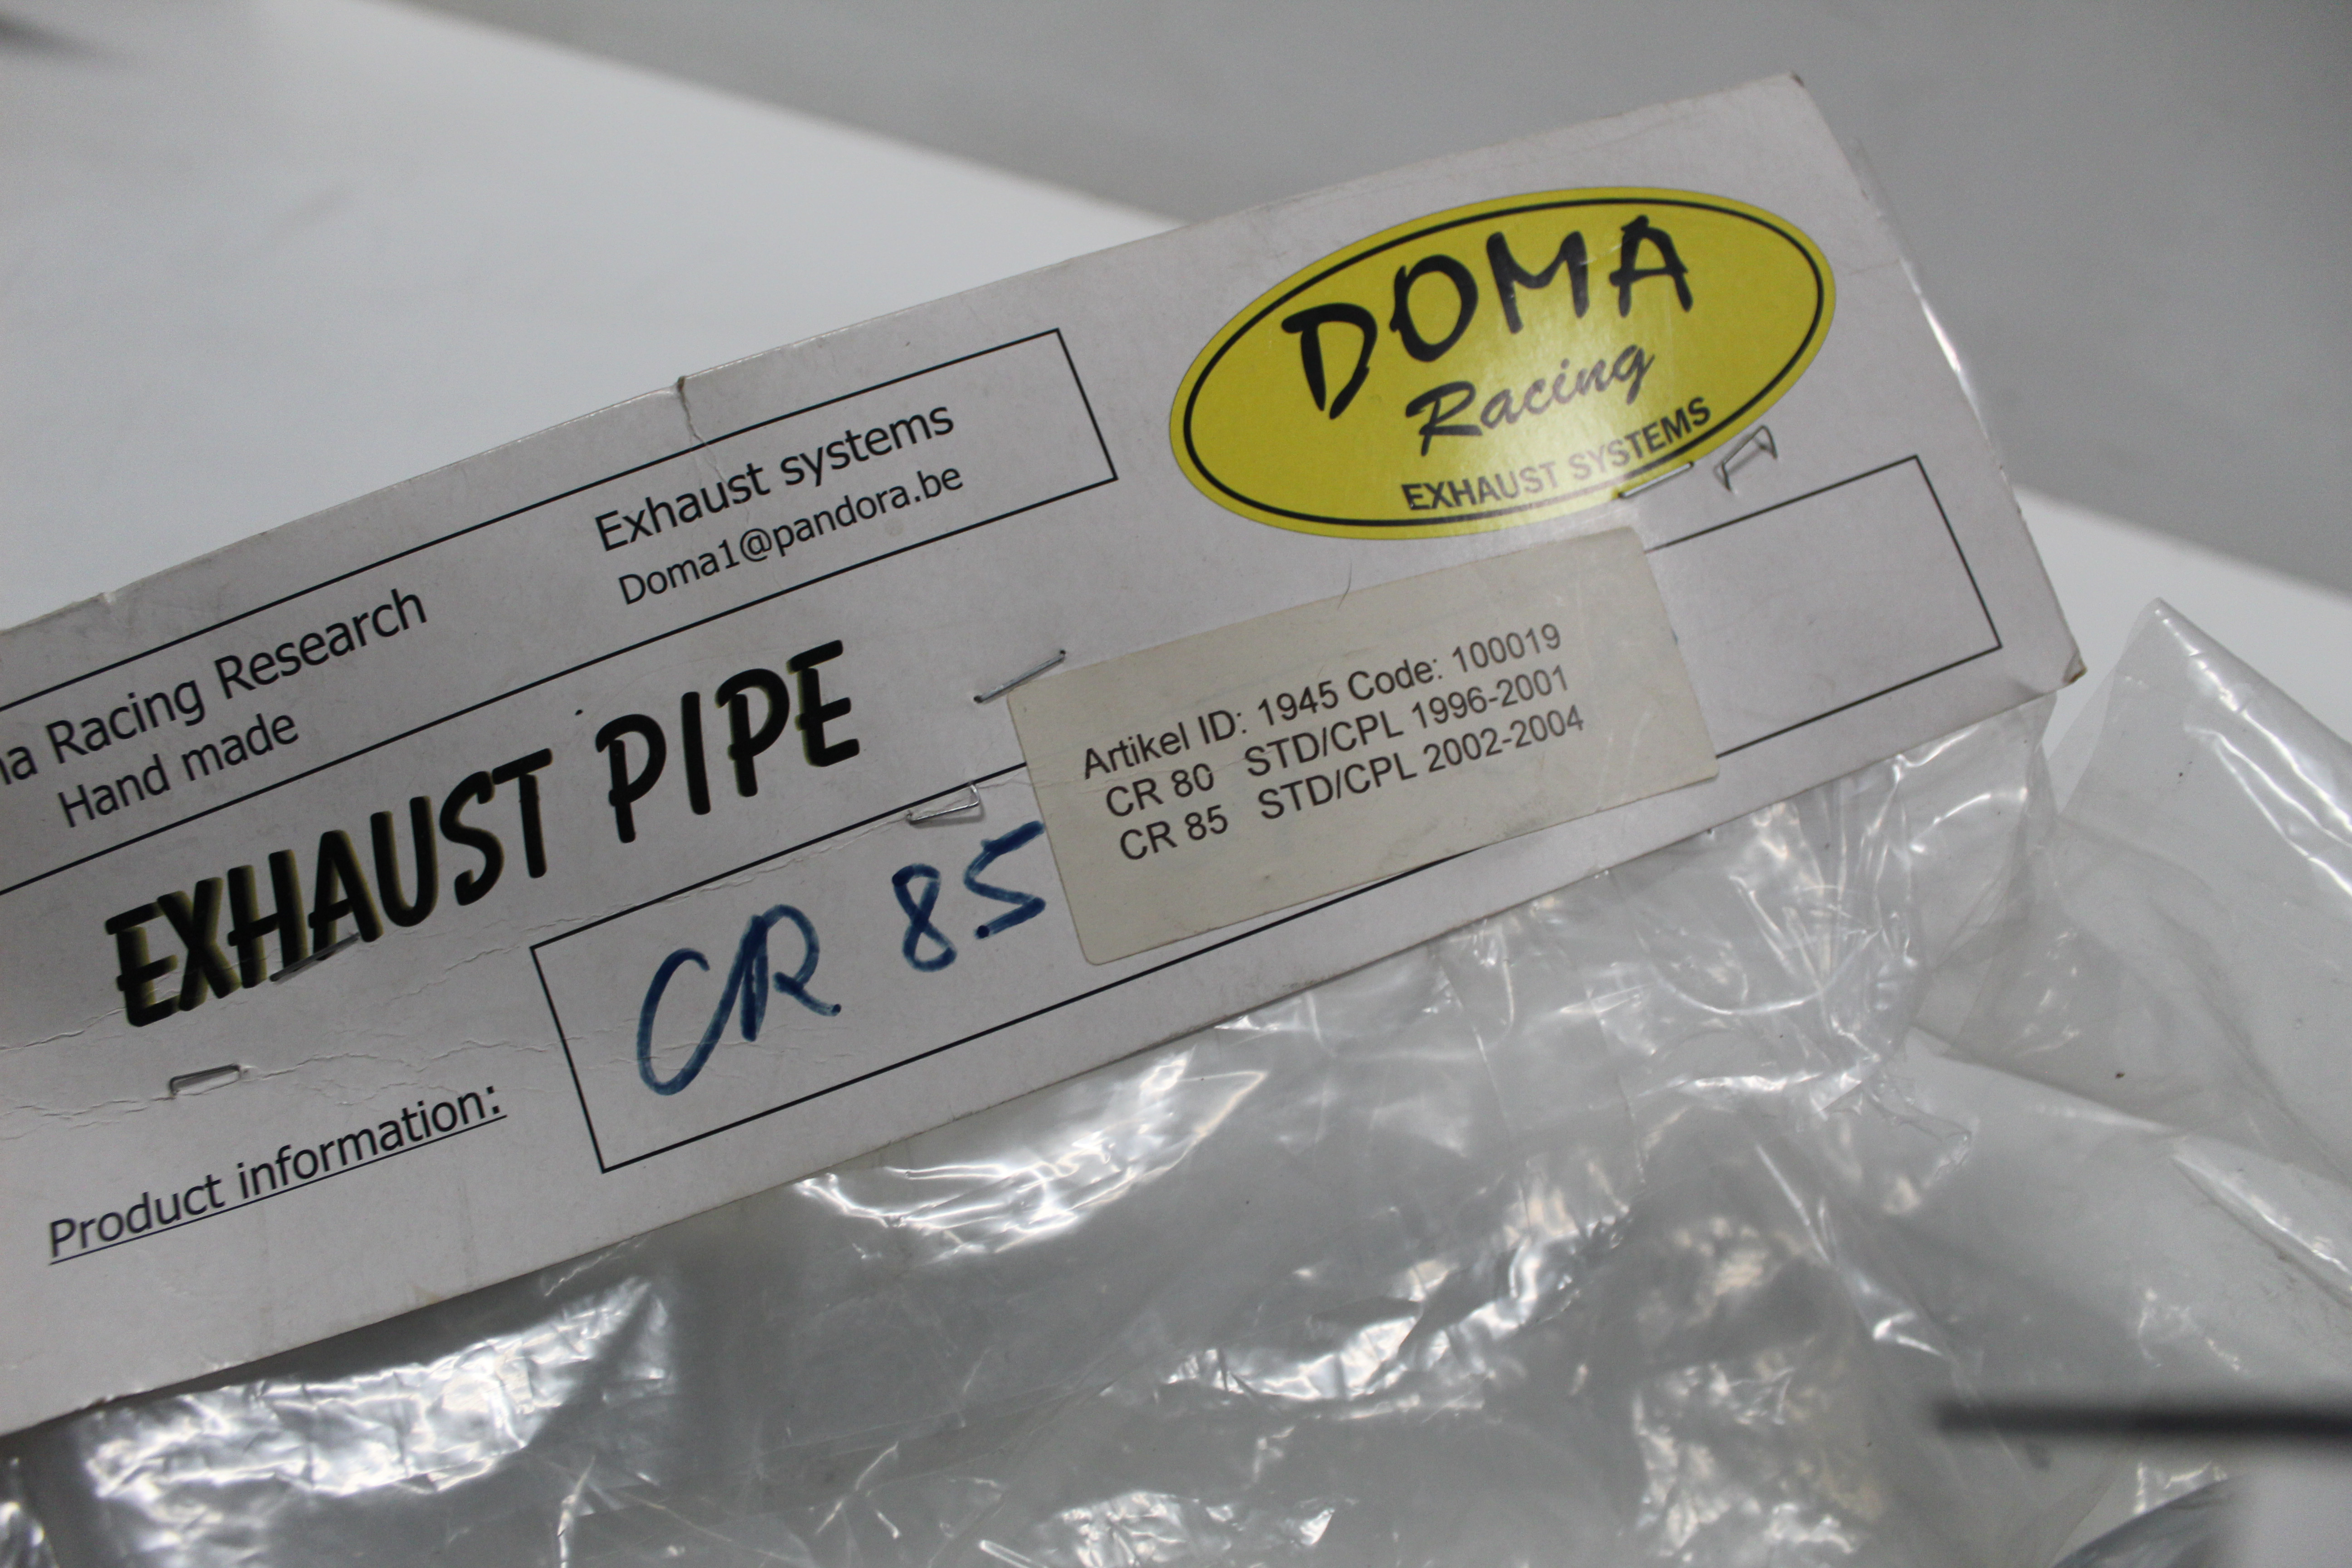 DOMA
Racing
EXHAUST SYSTEMS
Racing Research
Hand made
Exhaust systems
Doma1@pandora.be
EXHAUST PIPE
Product information:
CR 85
Artikel ID: 1945 Code: 100019
CR 80 STD/CPL 1996-2001
CR 85 STD/CPL 2002-2004